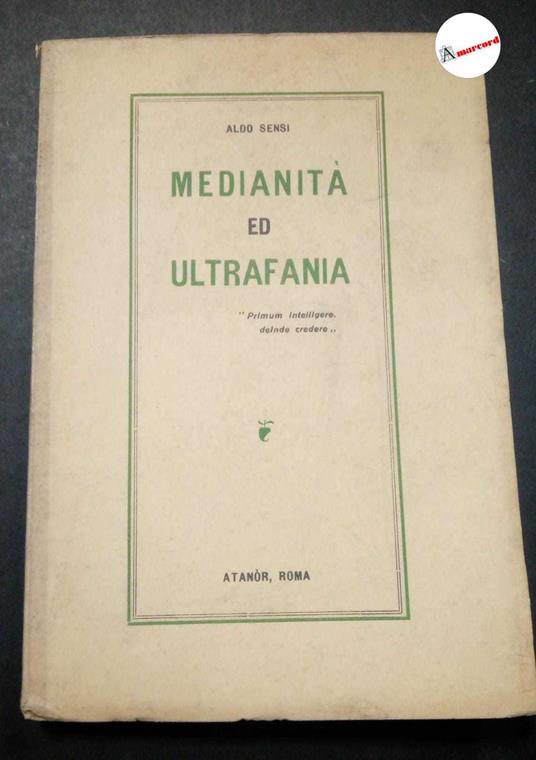 Amarcord
ALDO SENSI
MEDIANITÀ
ED
ULTRAFANIA
"Primum intelligere,
deinde credere„
ATANÒR, ROMA